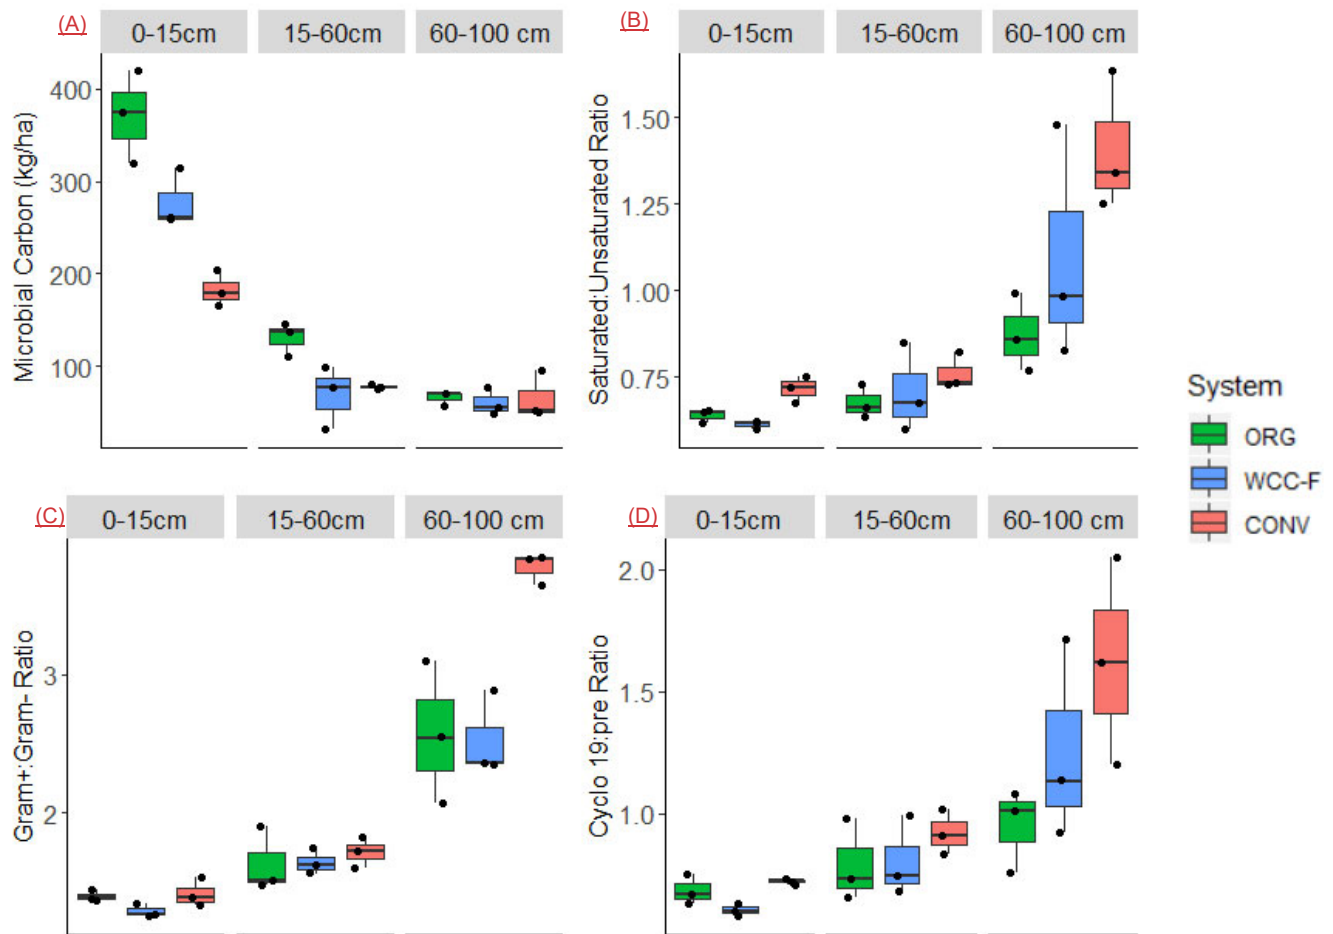 (A) 0-15cm 15-60cm 60-100 cm
Microbial Carbon (kg/ha)
400
300
200
100
(B) 0-15cm 15-60cm 60-100 cm
Saturated:Unsaturated Ratio
1.50
1.25
1.00
0.75
(C) 0-15cm 15-60cm 60-100 cm
Gram+:Gram- Ratio
3
2
(D) 0-15cm 15-60cm 60-100 cm
Cyclo 19:pre Ratio
2.0
1.5
1.0
System
ORG
WCC-F
CONV